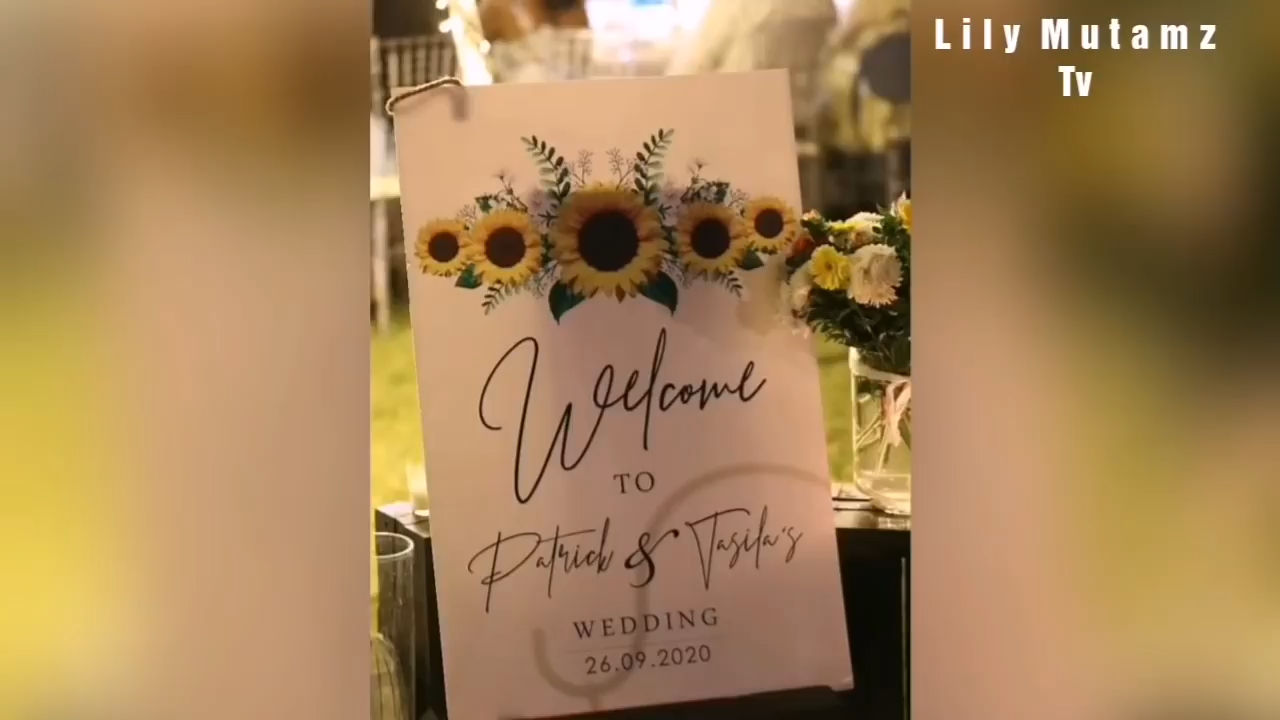 Lily Mutamz
Tv
Welcome
TO
Patrick & Tasila's
WEDDING
26.09.2020